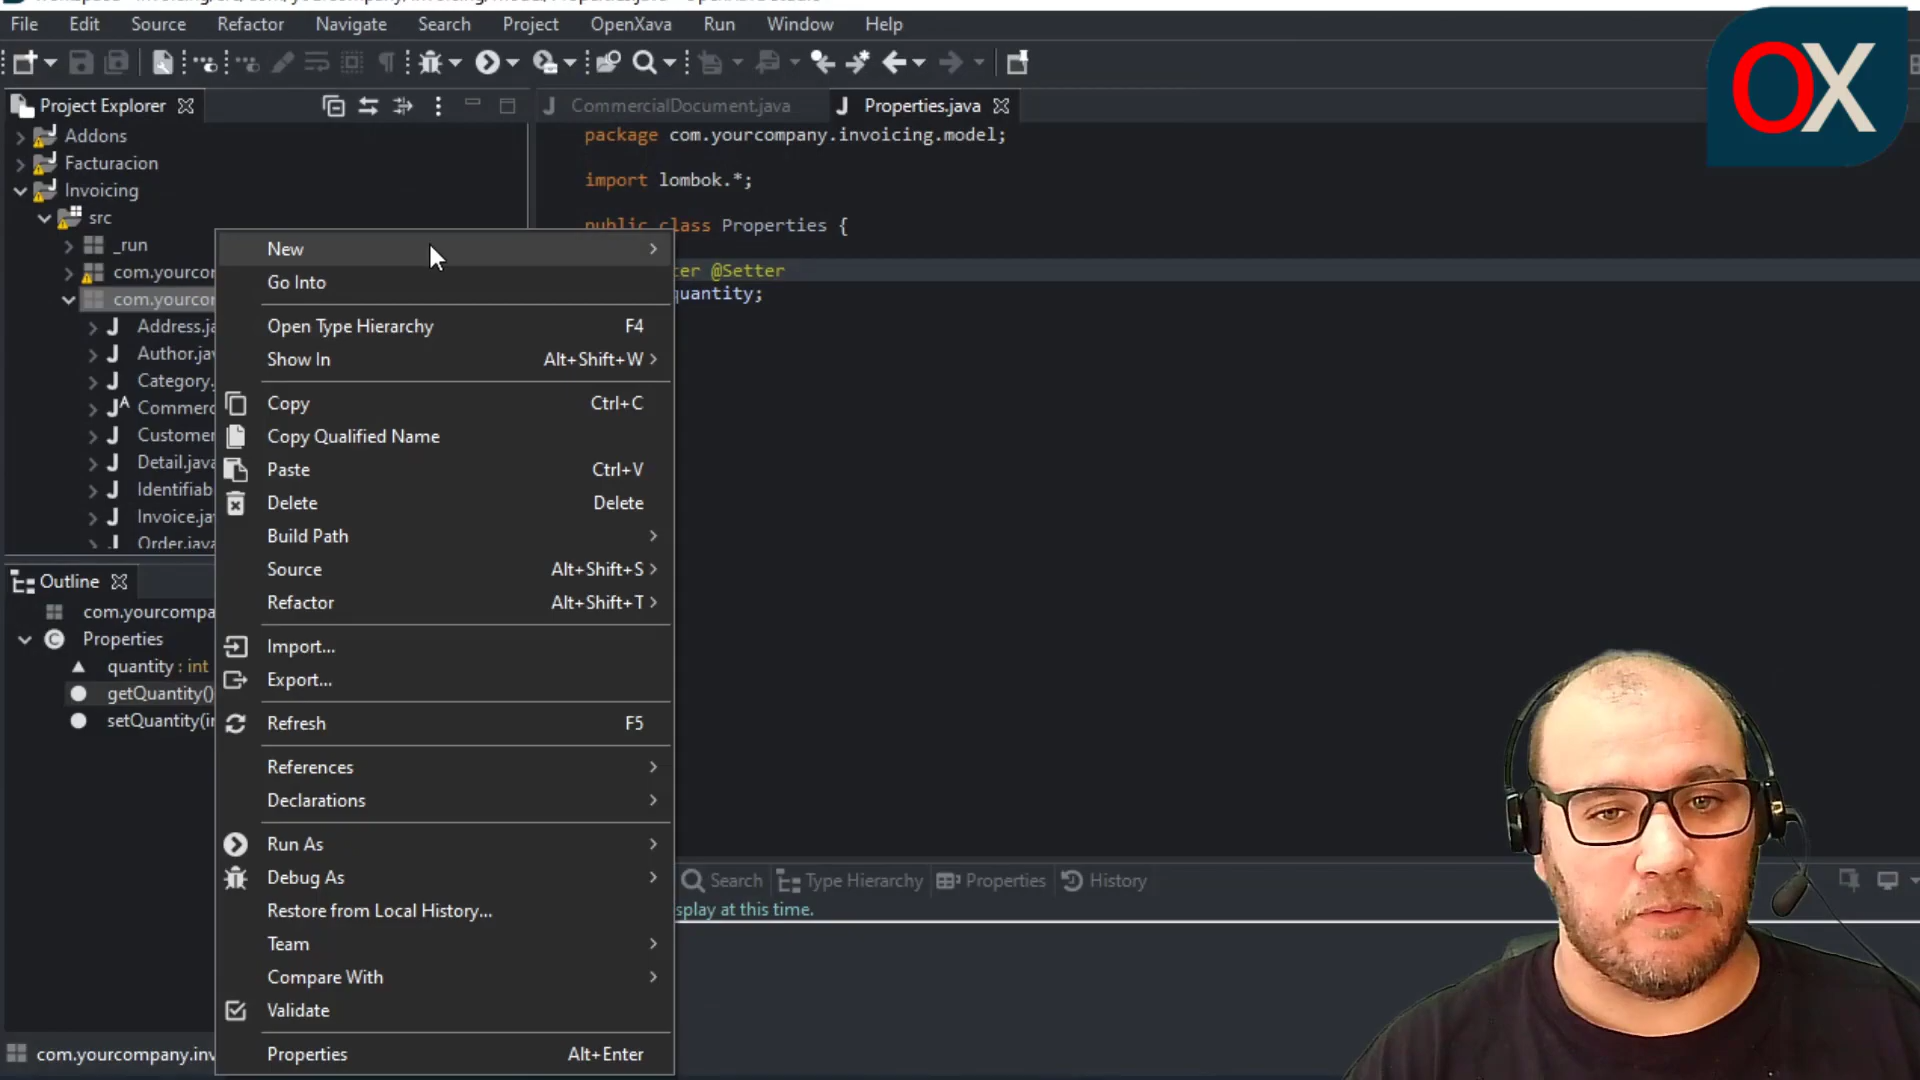 File Edit Source Refactor Navigate Search Project OpenXava Run Window Help
OX
Project Explorer
CommercialDocument.java
Properties.java
Addons
Facturacion
Invoicing
src
_run
com.yourcor
com.yourcor
Address.ja
Author.jav
Category.
Commerc
Customer
Detail.java
Identifiab
Invoice.ja
Order.java
package com.yourcompany.invoicing.model;
import lombok.*;
public class Properties {
ter @Setter
quantity;
New
Go Into
Open Type Hierarchy F4
Show In Alt+Shift+W
Copy Ctrl+C
Copy Qualified Name
Paste Ctrl+V
Delete Delete
Build Path
Source Alt+Shift+S
Refactor Alt+Shift+T
Import...
Export...
Refresh F5
References
Declarations
Run As
Debug As
Restore from Local History...
Team
Compare With
Validate
Properties Alt+Enter
Outline
com.yourcompa
Properties
quantity : int
getQuantity()
setQuantity(in
Search Type Hierarchy Properties History
splay at this time.
com.yourcompany.inv